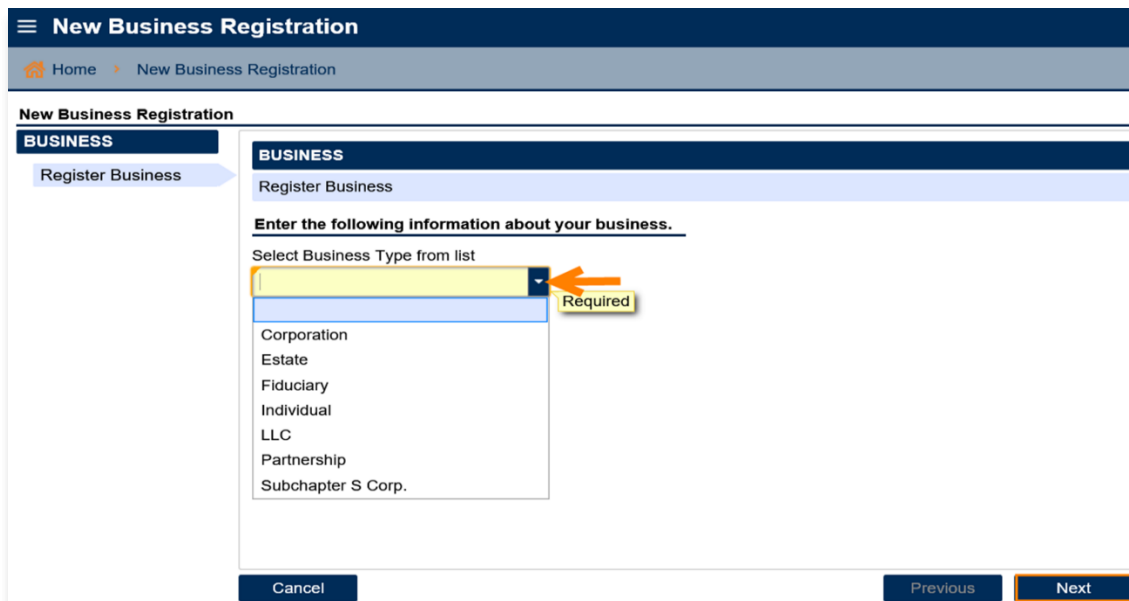 New Business Registration
Home New Business Registration
New Business Registration
BUSINESS
Register Business
BUSINESS
Register Business
Enter the following information about your business.
Select Business Type from list
Required
Corporation
Estate
Fiduciary
Individual
LLC
Partnership
Subchapter S Corp.
Cancel
Previous
Next